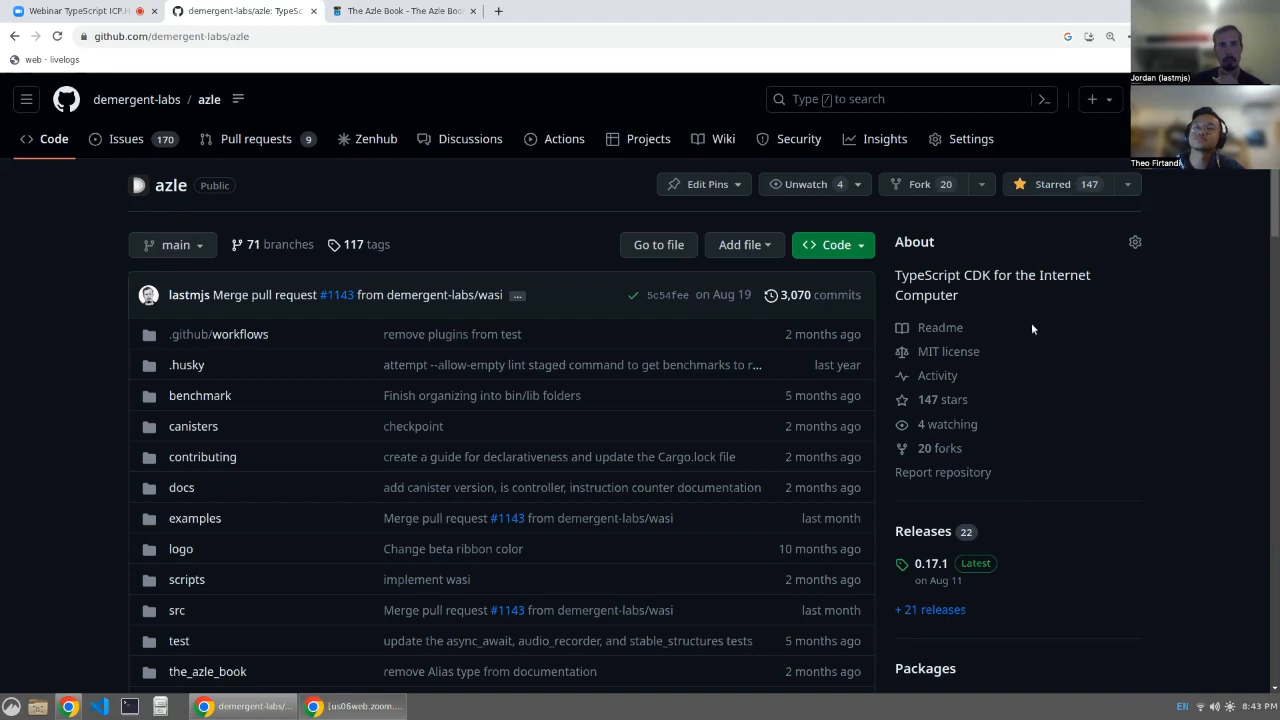 Webinar TypeScript ICP.H
demergent-labs/azle: TypeSc
The Azle Book - The Azle Boo
github.com/demergent-labs/azle
web · livelogs
demergent-labs / azle
Type / to search
Code
Issues 170
Pull requests 9
Zenhub
Discussions
Actions
Projects
Wiki
Security
Insights
Settings
azle Public
Edit Pins
Unwatch 4
Fork 20
Starred 147
main
71 branches
117 tags
Go to file
Add file
Code
lastmjs Merge pull request #1143 from demergent-labs/wasi ...
5c54fee on Aug 19
3,070 commits
.github/workflows remove plugins from test 2 months ago
.husky attempt --allow-empty lint staged command to get benchmarks to r... last year
benchmark Finish organizing into bin/lib folders 5 months ago
canisters checkpoint 2 months ago
contributing create a guide for declarativeness and update the Cargo.lock file 2 months ago
docs add canister version, is controller, instruction counter documentation 2 months ago
examples Merge pull request #1143 from demergent-labs/wasi last month
logo Change beta ribbon color 10 months ago
scripts implement wasi 2 months ago
src Merge pull request #1143 from demergent-labs/wasi last month
test update the async_await, audio_recorder, and stable_structures tests 5 months ago
the_azle_book remove Alias type from documentation 2 months ago
About
TypeScript CDK for the Internet
Computer
Readme
MIT license
Activity
147 stars
4 watching
20 forks
Report repository
Releases 22
0.17.1 Latest
on Aug 11
+ 21 releases
Packages
Jordan (lastmjs)
Theo Firtandi
demergent-labs/...
[us06web.zoom....
EN
8:43 PM